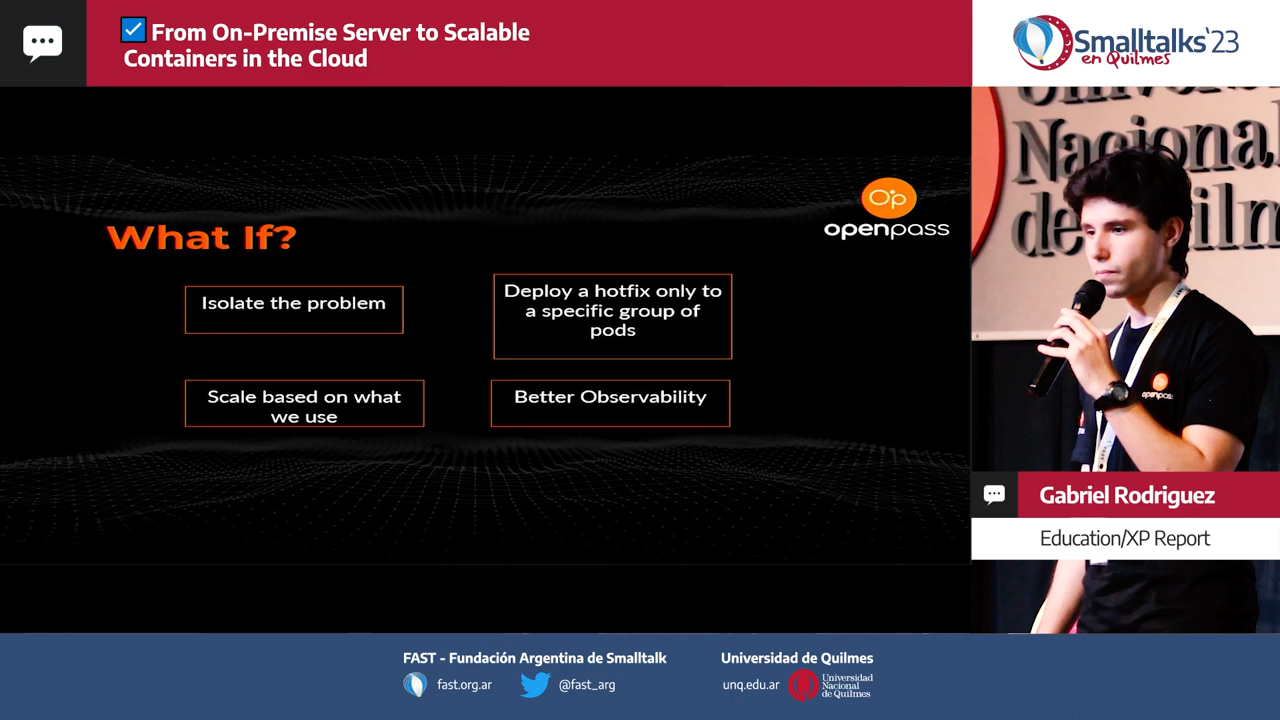 ✅ From On-Premise Server to Scalable
Containers in the Cloud
Smalltalks'23
en Quilmes
What If?
Op
openpass
Isolate the problem
Deploy a hotfix only to
a specific group of
pods
Scale based on what
we use
Better Observability
Nacional
de
openpass
Gabriel Rodriguez
Education/XP Report
FAST - Fundación Argentina de Smalltalk
fast.org.ar
@fast_arg
Universidad de Quilmes
unq.edu.ar
Universidad
Nacional
de Quilmes